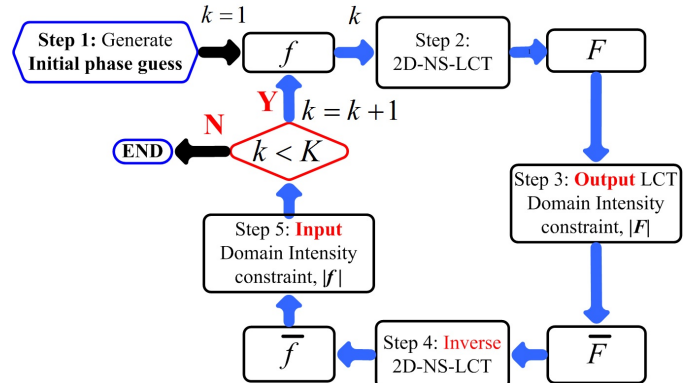 k = 1
k
Step 1: Generate
Initial phase guess
f
Step 2:
2D-NS-LCT
F
Y
k = k + 1
N
END
k < K
Step 3: Output LCT
Domain Intensity
constraint, |F|
Step 5: Input
Domain Intensity
constraint, |f|
f̅
Step 4: Inverse
2D-NS-LCT
F̅